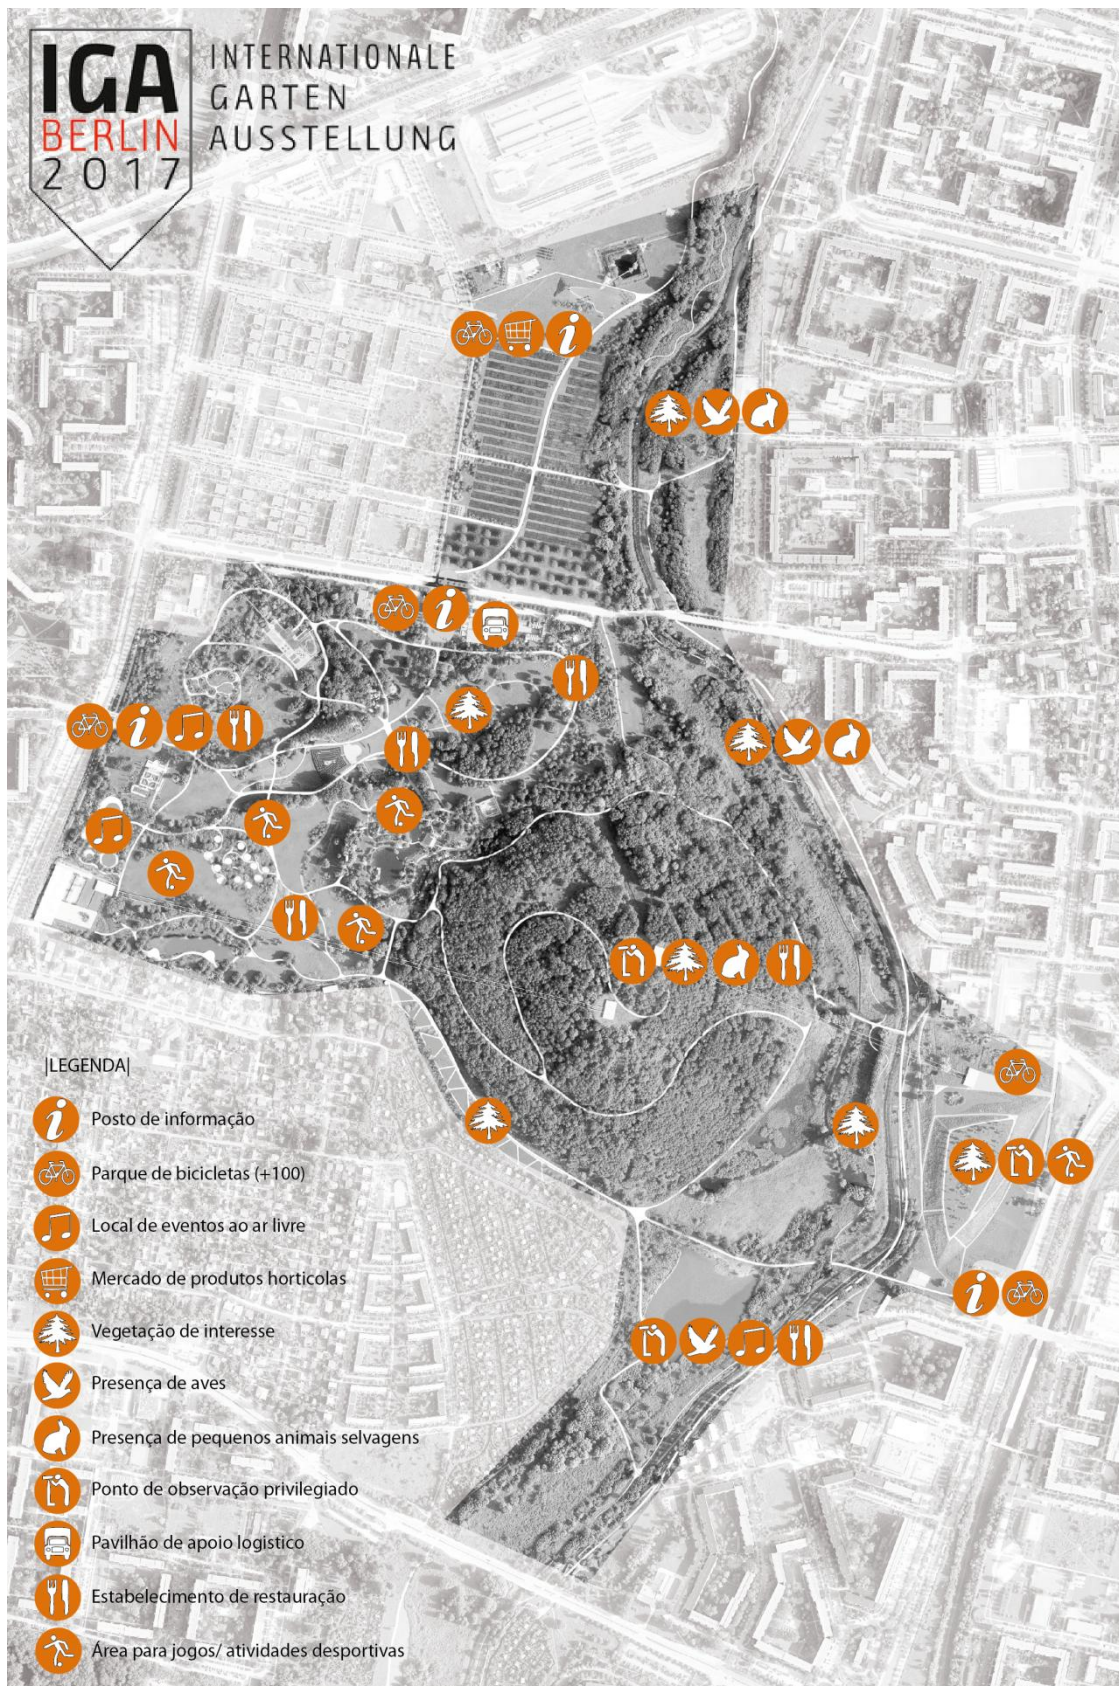 IGA
BERLIN
2017
INTERNATIONALE
GARTEN
AUSSTELLUNG
|LEGENDA|
Posto de informação
Parque de bicicletas (+100)
Local de eventos ao ar livre
Mercado de produtos horticolas
Vegetação de interesse
Presença de aves
Presença de pequenos animais selvagens
Ponto de observação privilegiado
Pavilhão de apoio logistico
Estabelecimento de restauração
Área para jogos/ atividades desportivas